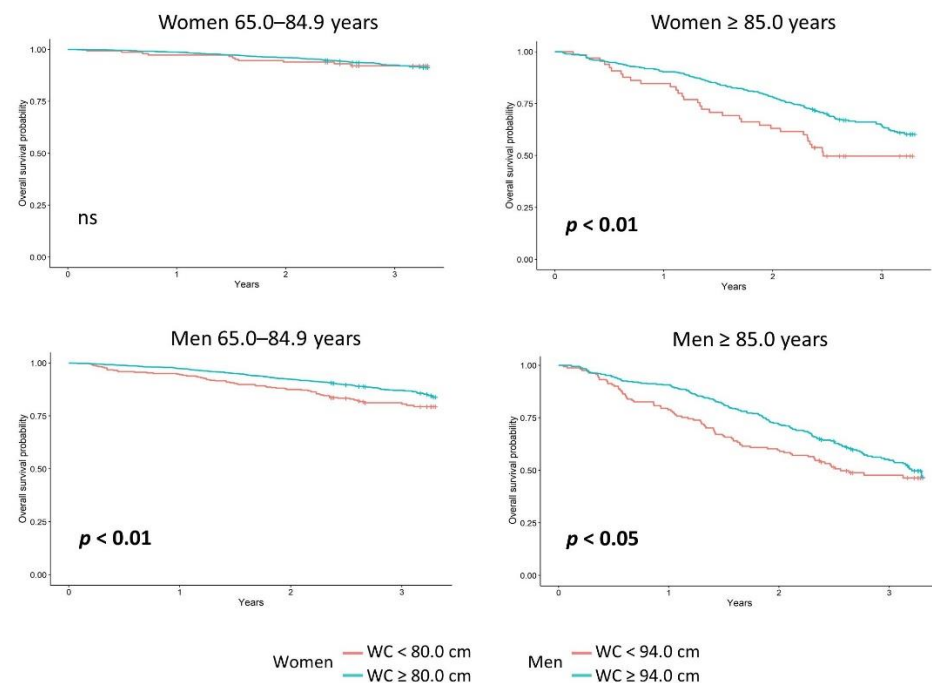 Women 65.0–84.9 years
Overall survival probability
1.00
0.75
0.50
0.25
0.00
ns
0 1 2 3
Years
Women ≥ 85.0 years
Overall survival probability
1.00
0.75
0.50
0.25
0.00
p < 0.01
0 1 2 3
Years
Men 65.0–84.9 years
Overall survival probability
1.00
0.75
0.50
0.25
0.00
p < 0.01
0 1 2 3
Years
Men ≥ 85.0 years
Overall survival probability
1.00
0.75
0.50
0.25
0.00
p < 0.05
0 1 2 3
Years
Women
WC < 80.0 cm
WC ≥ 80.0 cm
Men
WC < 94.0 cm
WC ≥ 94.0 cm